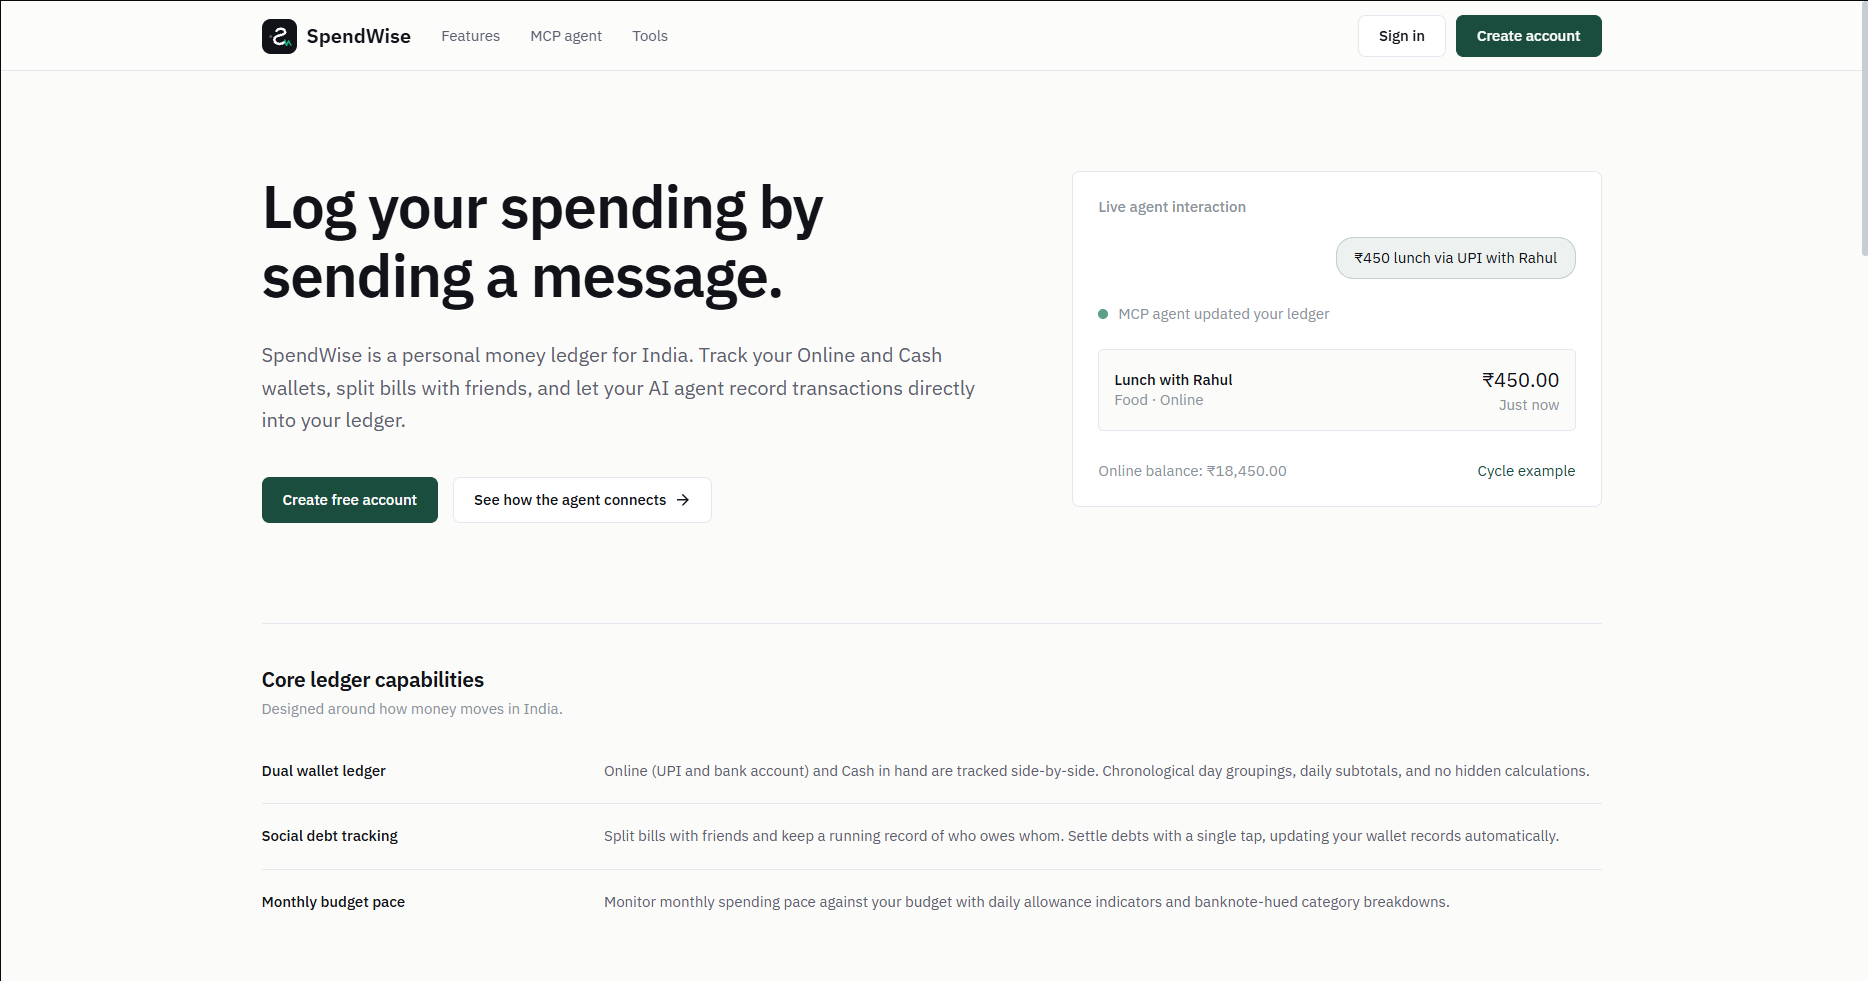 SpendWise
Features
MCP agent
Tools
Sign in
Create account
Log your spending by
sending a message.
SpendWise is a personal money ledger for India. Track your Online and Cash
wallets, split bills with friends, and let your AI agent record transactions directly
into your ledger.
Create free account
See how the agent connects →
Live agent interaction
₹450 lunch via UPI with Rahul
MCP agent updated your ledger
Lunch with Rahul
₹450.00
Food · Online
Just now
Online balance: ₹18,450.00
Cycle example
Core ledger capabilities
Designed around how money moves in India.
Dual wallet ledger
Online (UPI and bank account) and Cash in hand are tracked side-by-side. Chronological day groupings, daily subtotals, and no hidden calculations.
Social debt tracking
Split bills with friends and keep a running record of who owes whom. Settle debts with a single tap, updating your wallet records automatically.
Monthly budget pace
Monitor monthly spending pace against your budget with daily allowance indicators and banknote-hued category breakdowns.